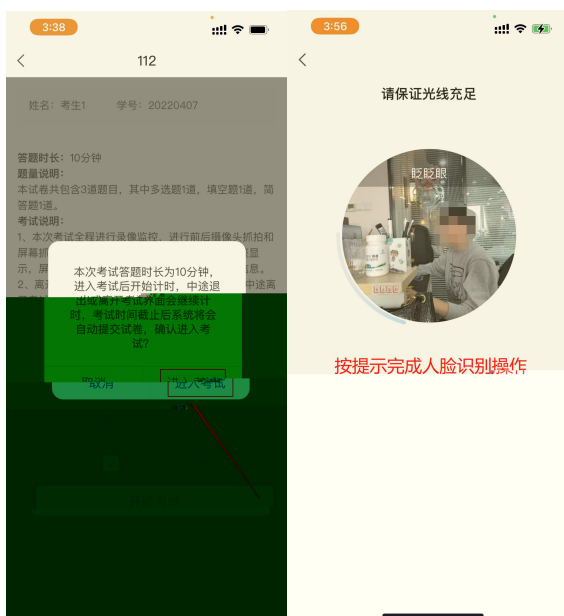 3:38
112
姓名：考生1 学号：20220407
答题时长：10分钟
题量说明：
本试卷共包含3道题目，其中多选题1道，填空题1道，简
答题1道。
考试说明：
1、本次考试全程进行录像监控，进行前后摄像头抓拍和
屏幕抓
示，屏
息。
2、离
中途离
本次考试答题时长为10分钟，
进入考试后开始计时，中途退
出或离开考试界面会继续计
时，考试时间截止后系统将会
自动提交试卷，确认进入考
试？
取消 进入考试
3:56
请保证光线充足
眨眨眼
按提示完成人脸识别操作